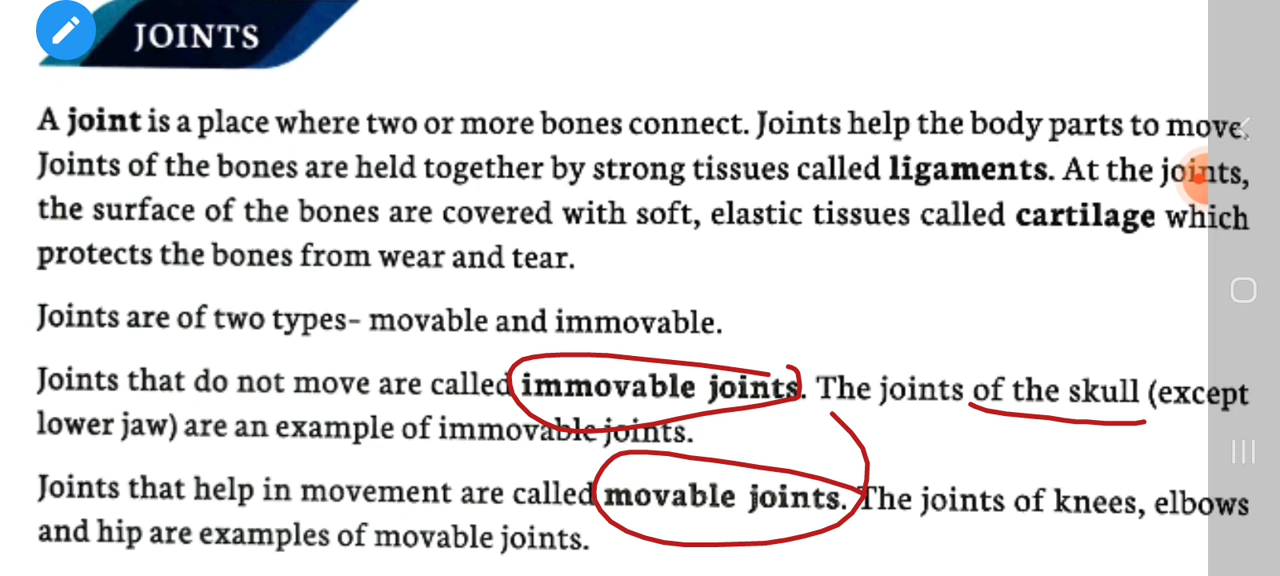 JOINTS
A joint is a place where two or more bones connect. Joints help the body parts to move.
Joints of the bones are held together by strong tissues called ligaments. At the joints,
the surface of the bones are covered with soft, elastic tissues called cartilage which
protects the bones from wear and tear.
Joints are of two types- movable and immovable.
Joints that do not move are called immovable joints. The joints of the skull (except
lower jaw) are an example of immovable joints.
Joints that help in movement are called movable joints. The joints of knees, elbows
and hip are examples of movable joints.